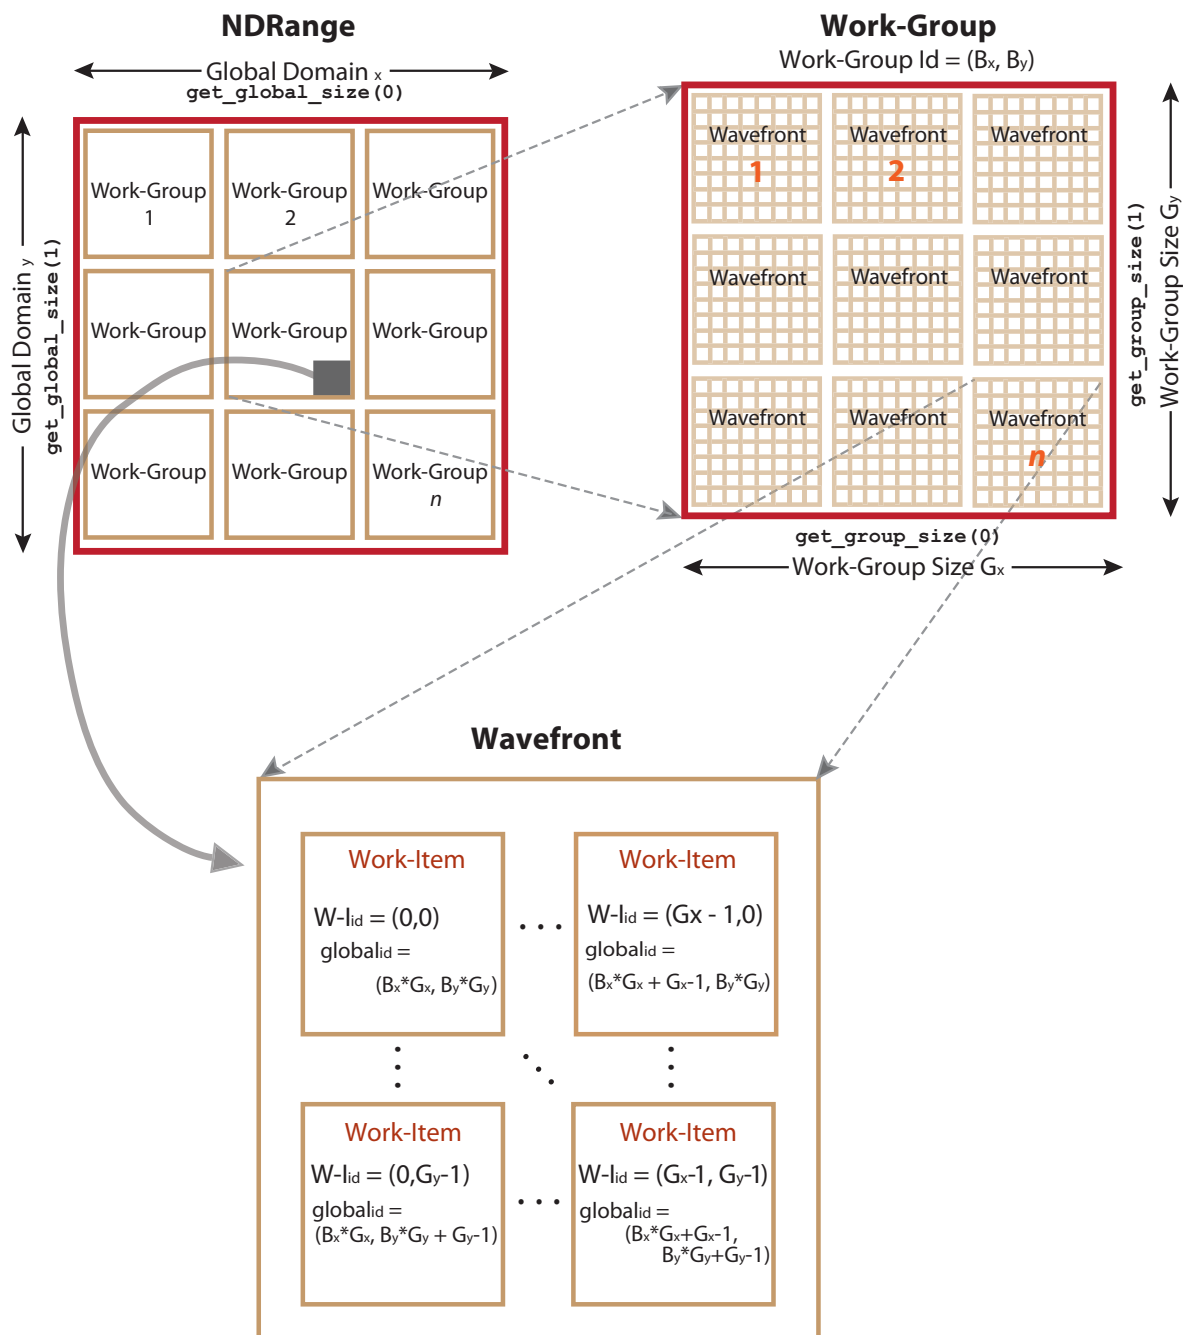 NDRange
Global Domain x
get_global_size(0)
Global Domain y
get_global_size(1)
Work-Group
1
Work-Group
2
Work-Group
Work-Group
Work-Group
Work-Group
Work-Group
Work-Group
Work-Group
n
Work-Group
Work-Group Id = (Bx, By)
Wavefront
1
Wavefront
2
Wavefront
Wavefront
Wavefront
Wavefront
Wavefront
Wavefront
Wavefront
n
get_group_size(1)
Work-Group Size Gy
get_group_size(0)
Work-Group Size Gx
Wavefront
Work-Item
W-Iid = (0,0)
globalid =
(Bx*Gx, By*Gy)
...
Work-Item
W-Iid = (Gx - 1,0)
globalid =
(Bx*Gx + Gx-1, By*Gy)
Work-Item
W-Iid = (0,Gy-1)
globalid =
(Bx*Gx, By*Gy + Gy-1)
...
Work-Item
W-Iid = (Gx-1, Gy-1)
globalid =
(Bx*Gx+Gx-1,
By*Gy+Gy-1)